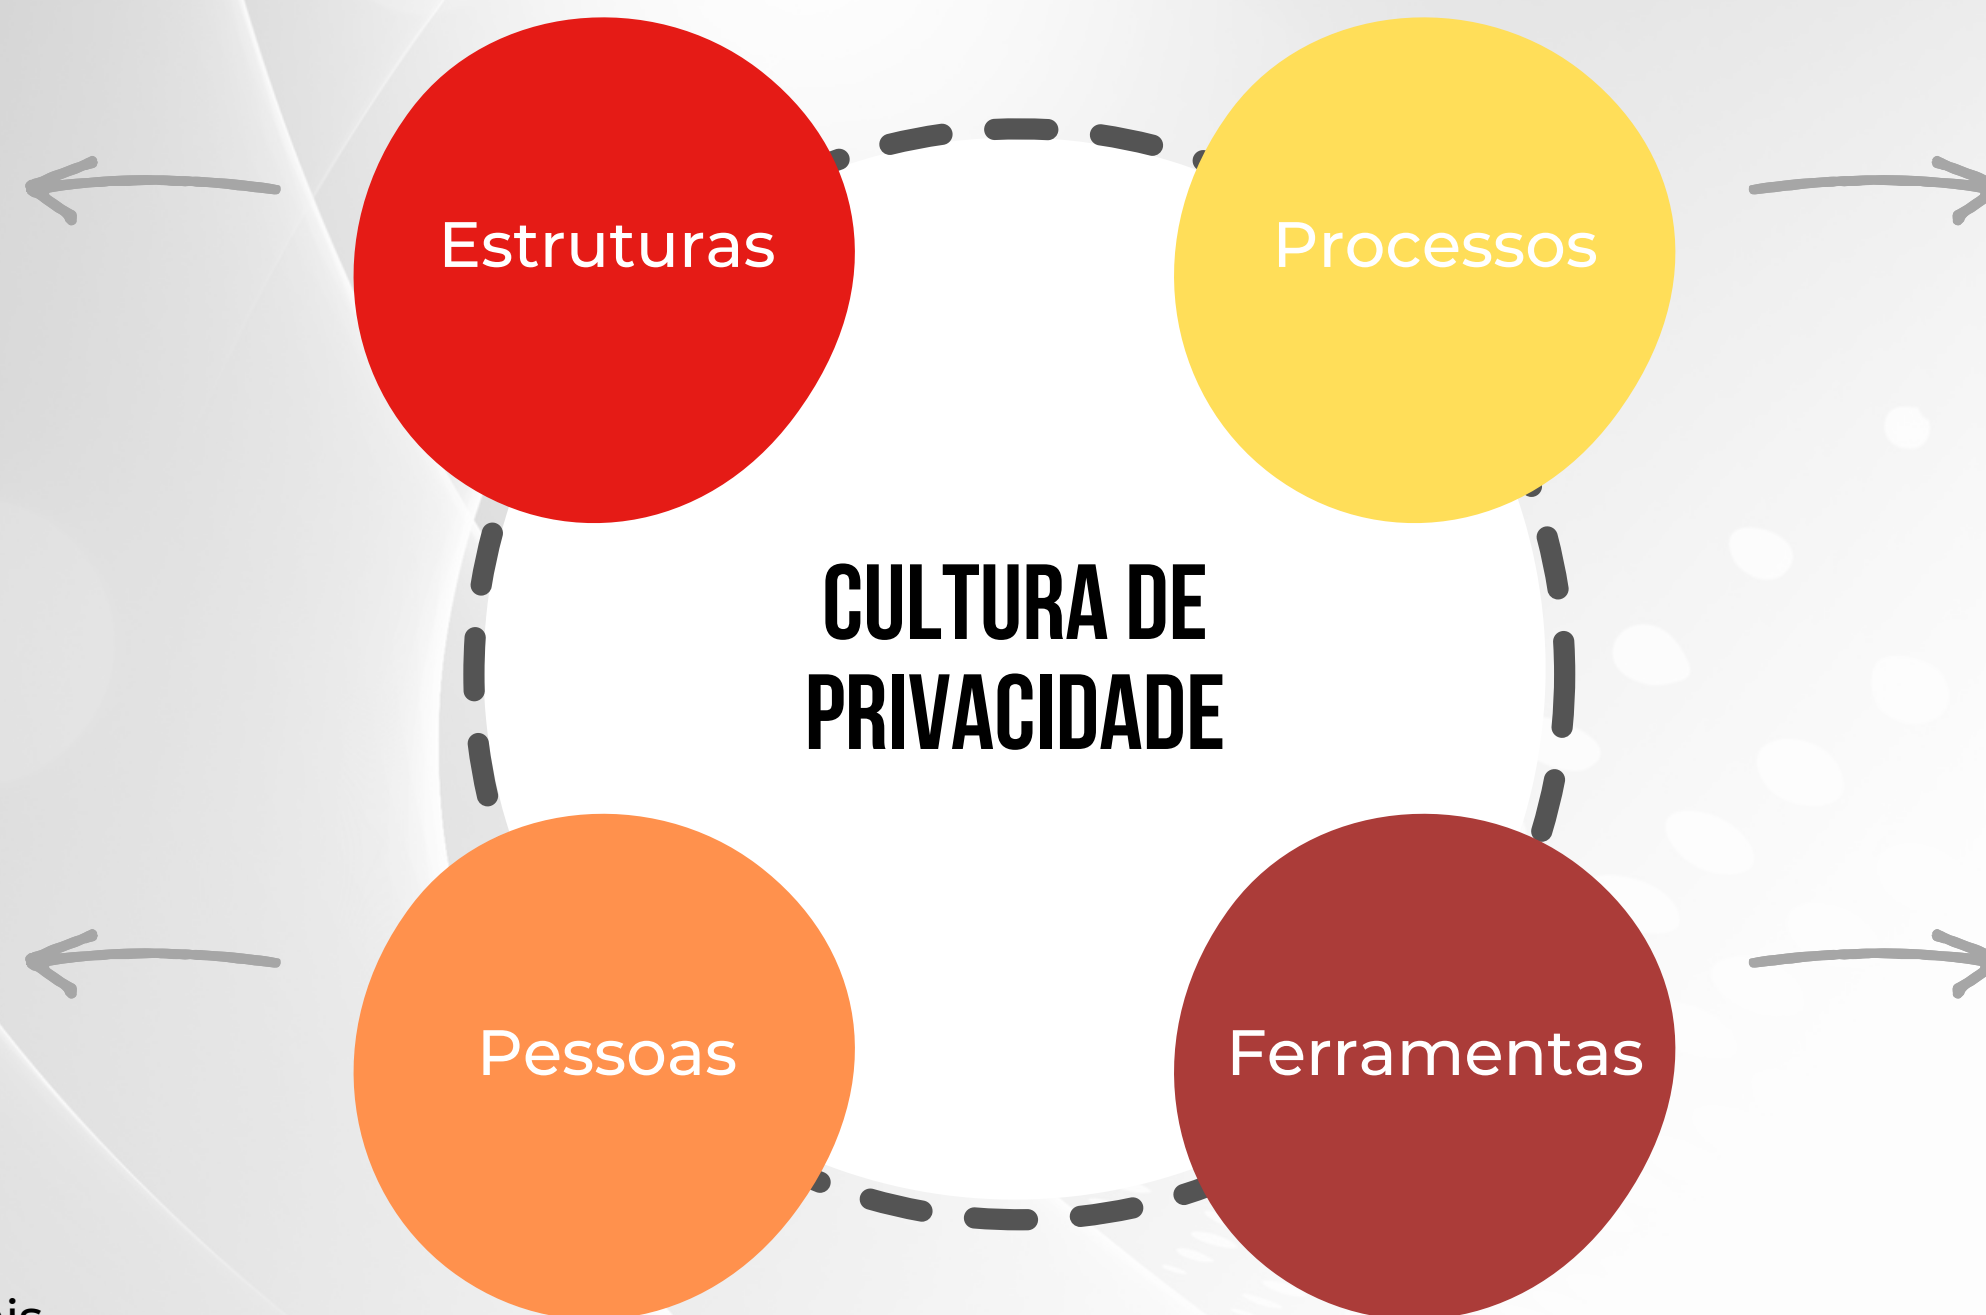 Estruturas
Processos
CULTURA DE
PRIVACIDADE
Pessoas
Ferramentas